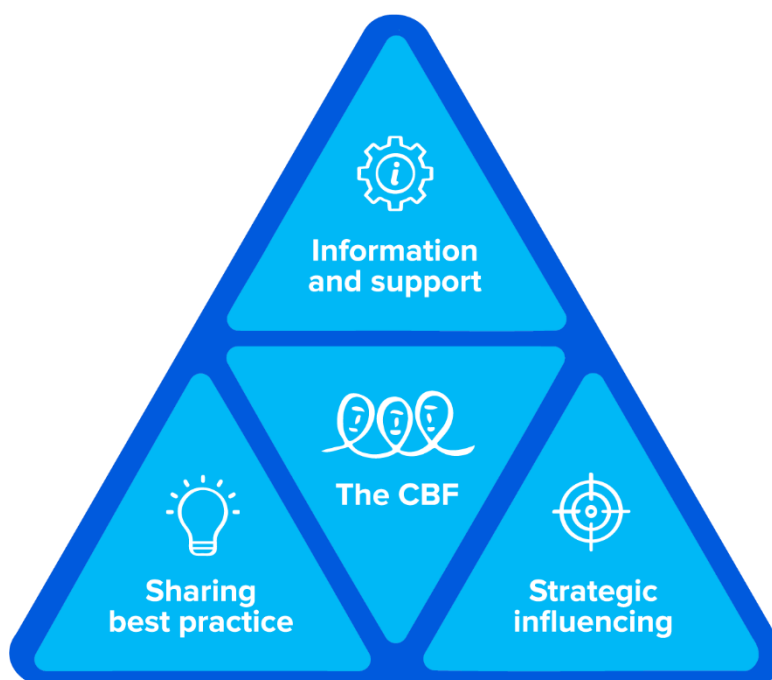 i
Information
and support
The CBF
Sharing
best practice
Strategic
influencing